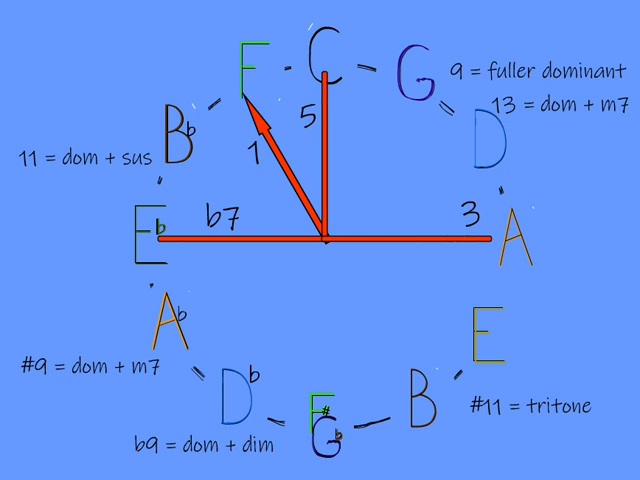 F - C - G
9 = fuller dominant
13 = dom + m7
5
D
Bb
1
11 = dom + sus
b7
3
Eb
A
Ab
E
#9 = dom + m7
Db
B
#11 = tritone
F#
Gb
b9 = dom + dim